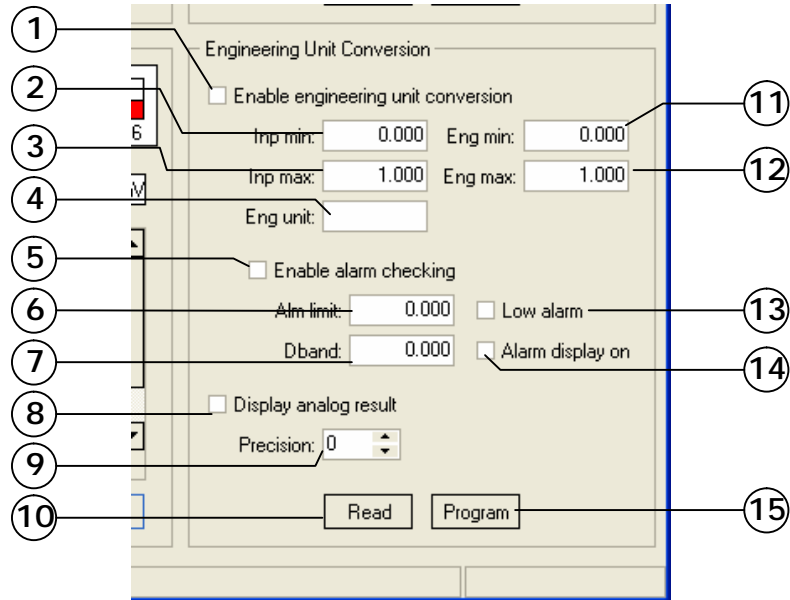 1
Engineering Unit Conversion
Enable engineering unit conversion
2
11
6
Inp min: 0.000 Eng min: 0.000
3
12
V
Inp max: 1.000 Eng max: 1.000
4
Eng unit:
5
Enable alarm checking
6
Alm limit: 0.000 Low alarm
13
7
Dband: 0.000 Alarm display on
14
8
Display analog result
9
Precision: 0
10
Read Program
15